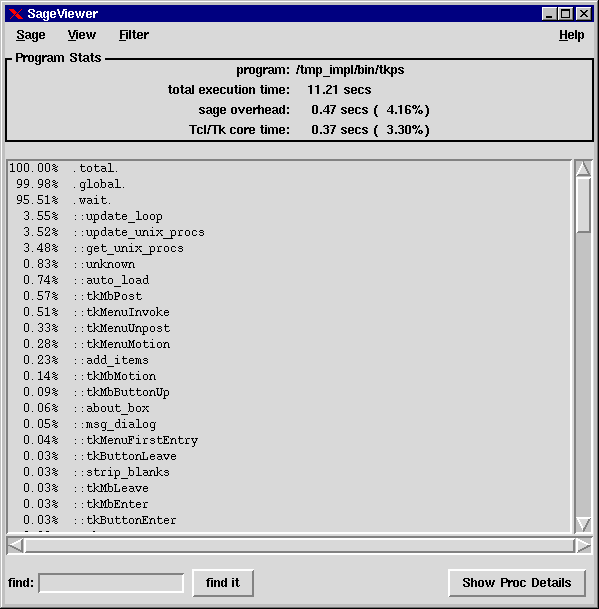 SageViewer
Sage View Filter Help
Program Stats
program: /tmp_impl/bin/tkps
total execution time: 11.21 secs
sage overhead: 0.47 secs ( 4.16%)
Tcl/Tk core time: 0.37 secs ( 3.30%)
100.00% .total.
99.98% .global.
95.51% .wait.
3.55% ::update_loop
3.52% ::update_unix_procs
3.48% ::get_unix_procs
0.83% ::unknown
0.74% ::auto_load
0.57% ::tkMbPost
0.51% ::tkMenuInvoke
0.33% ::tkMenuUnpost
0.28% ::tkMenuMotion
0.23% ::add_items
0.14% ::tkMbMotion
0.09% ::tkMbButtonUp
0.06% ::about_box
0.05% ::msg_dialog
0.04% ::tkMenuFirstEntry
0.03% ::tkButtonLeave
0.03% ::strip_blanks
0.03% ::tkMbLeave
0.03% ::tkMbEnter
0.03% ::tkButtonEnter
find: find it Show Proc Details